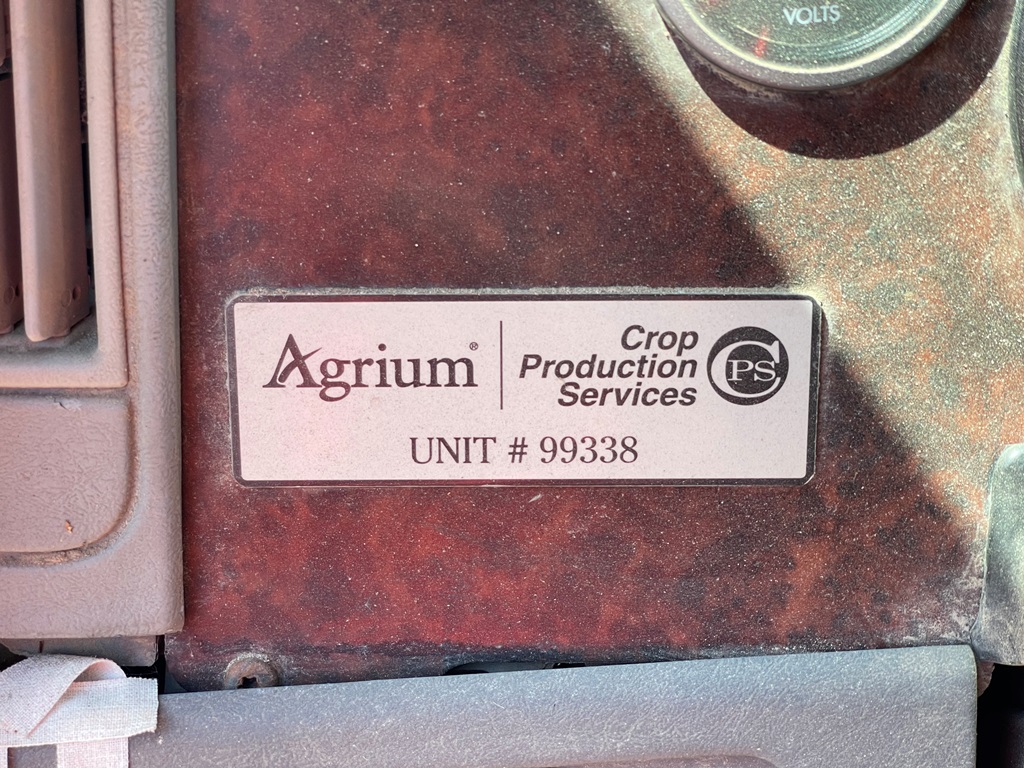 VOLTS
Agrium®
Crop
Production
Services
CPS
UNIT # 99338